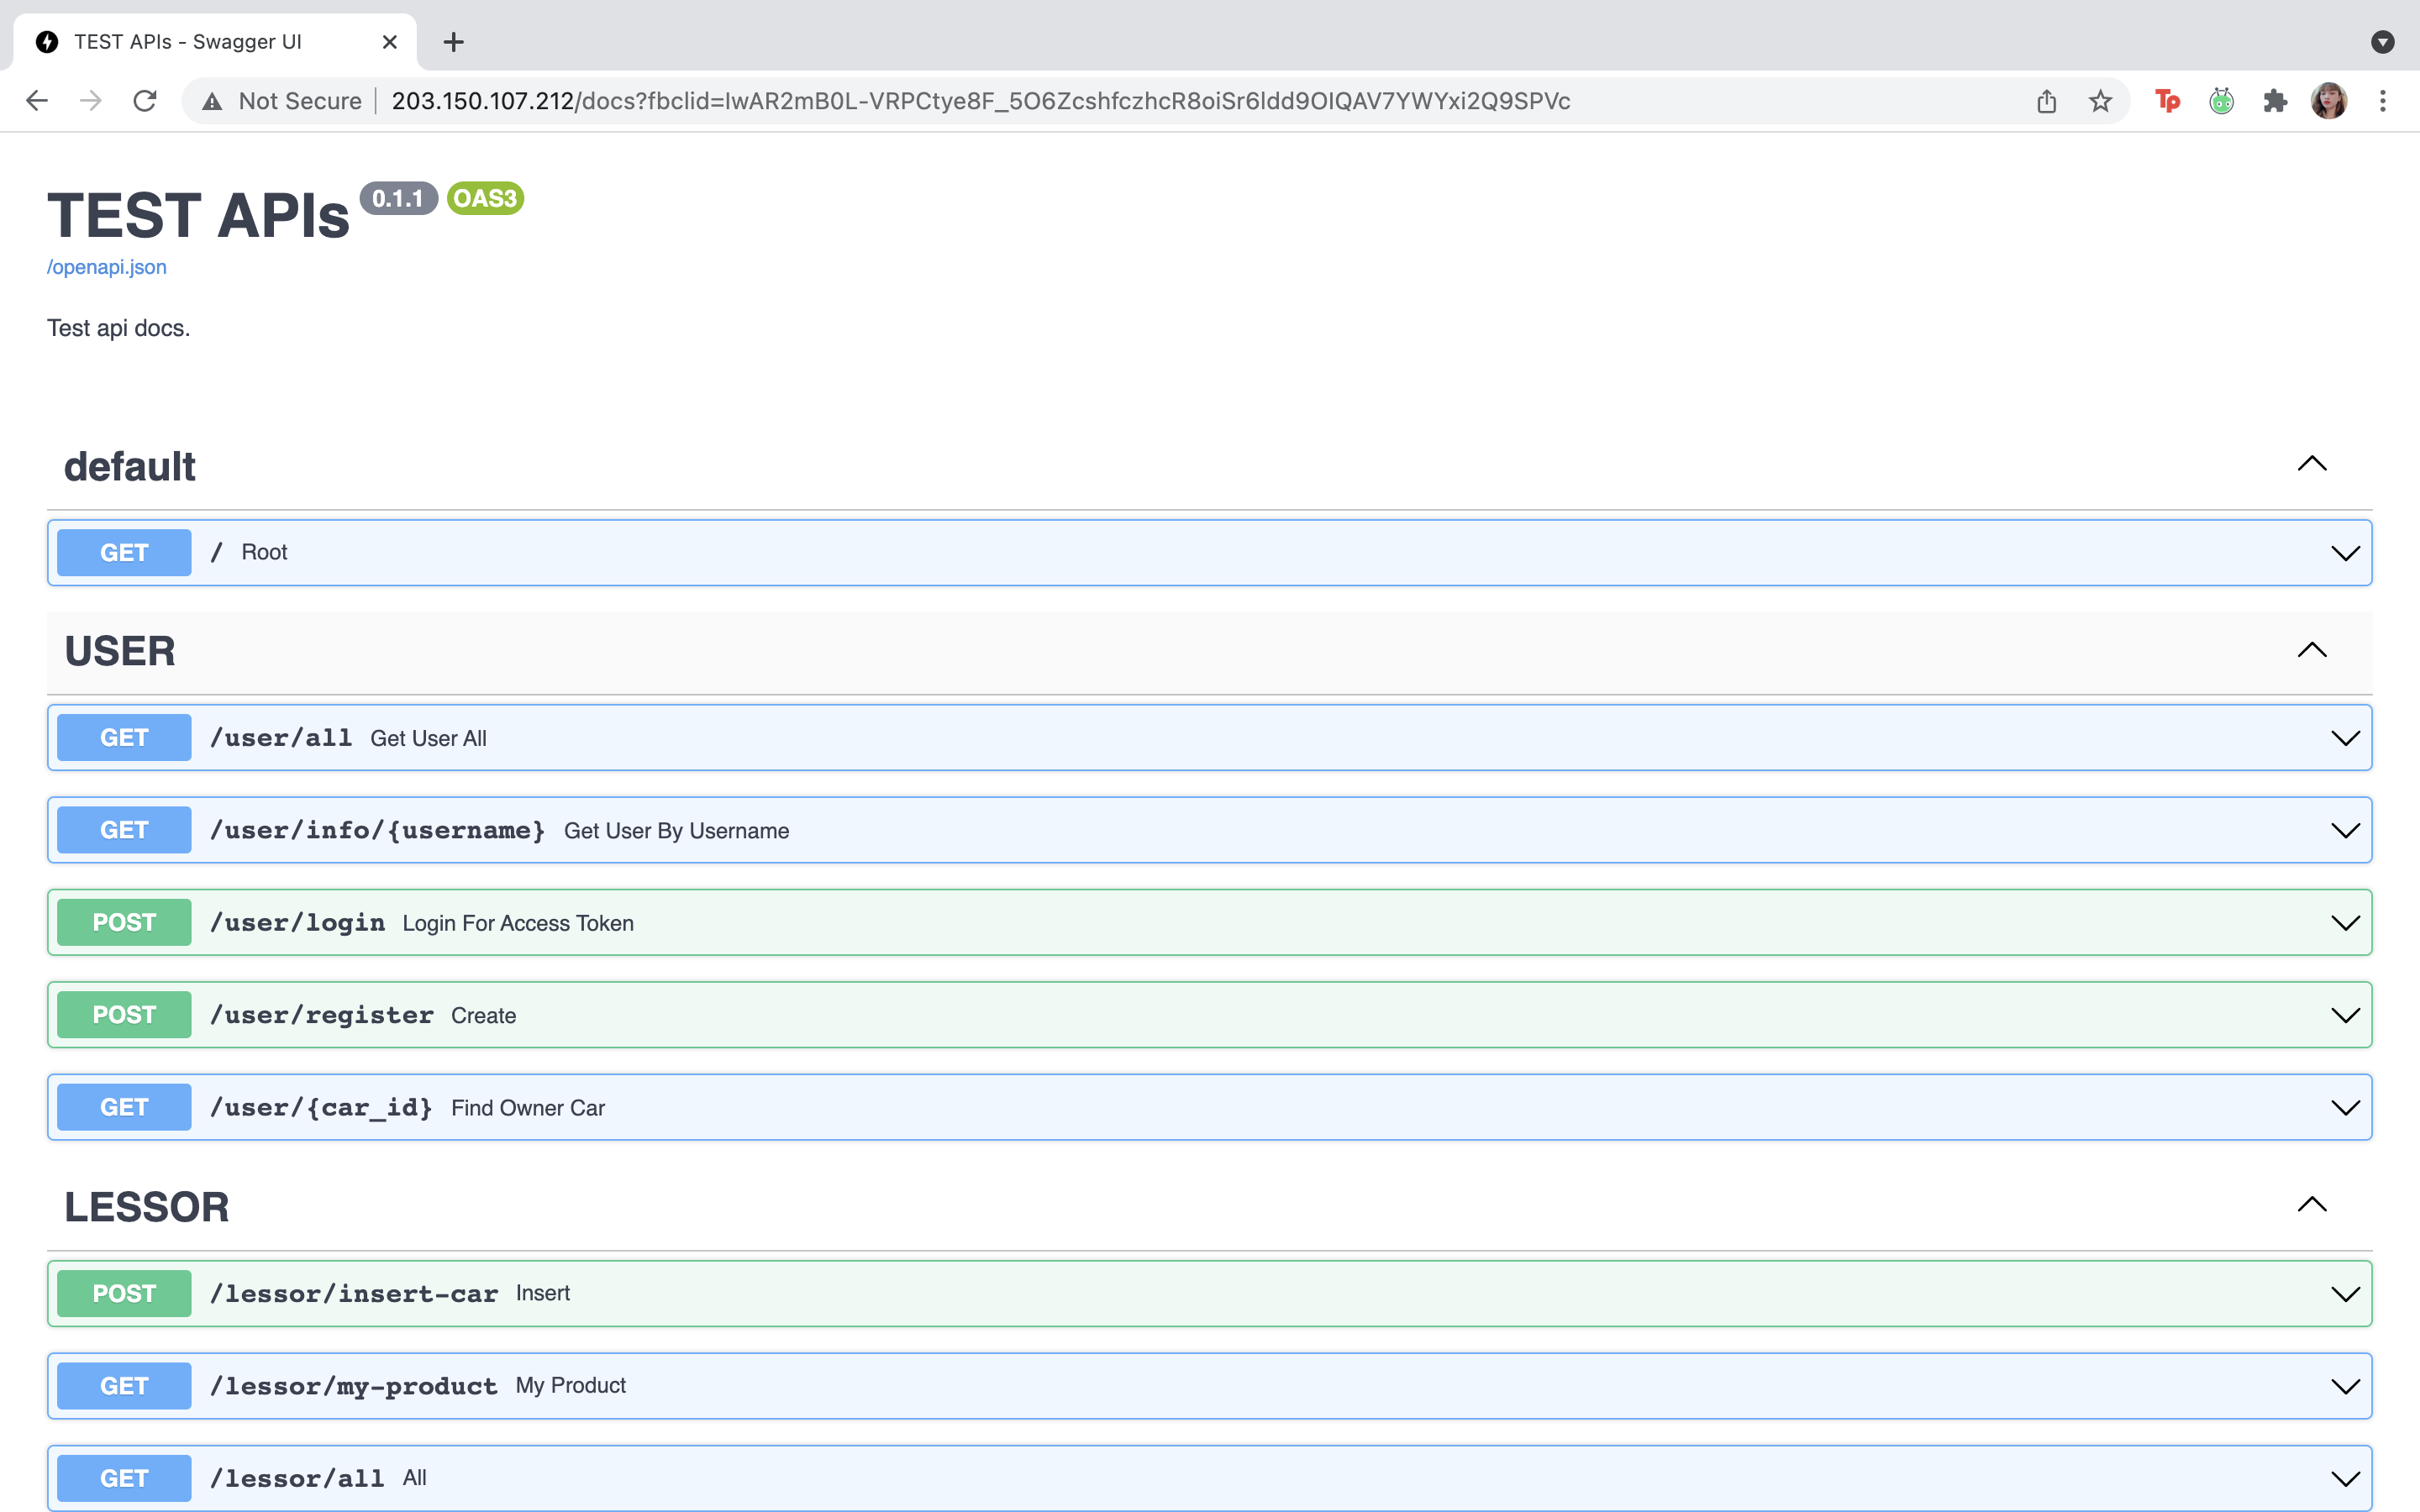 TEST APIs - Swagger UI
Not Secure 203.150.107.212/docs?fbclid=IwAR2mB0L-VRPCtye8F_5O6ZcshfczhcR8oiSr6ldd9OIQAV7YWYxi2Q9SPVc
Tp
TEST APIs 0.1.1 OAS3
/openapi.json
Test api docs.
default
GET / Root
USER
GET /user/all Get User All
GET /user/info/{username} Get User By Username
POST /user/login Login For Access Token
POST /user/register Create
GET /user/{car_id} Find Owner Car
LESSOR
POST /lessor/insert-car Insert
GET /lessor/my-product My Product
GET /lessor/all All